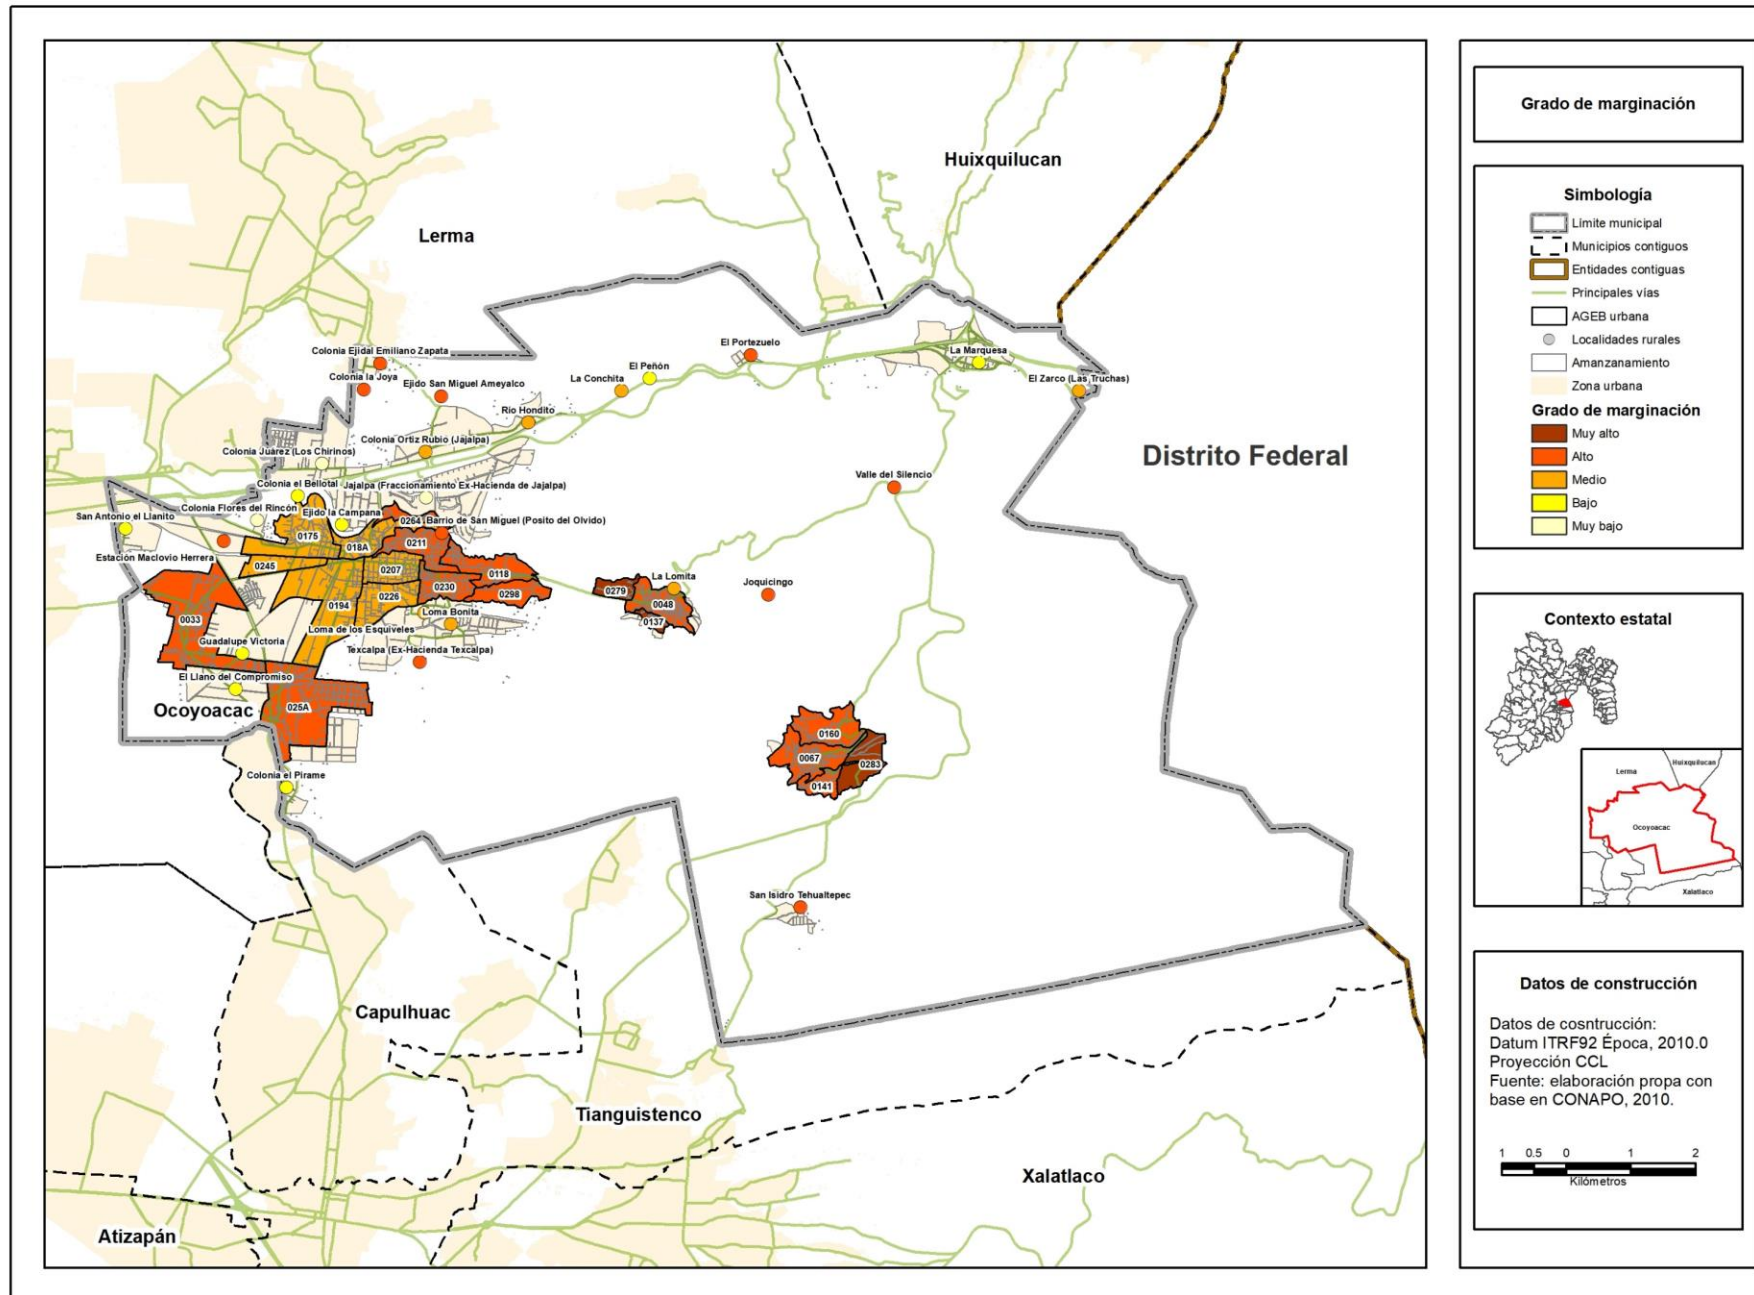 Huixquilucan
Lerma
Colonia Ejidal Emiliano Zapata
Colonia la Joya
Ejido San Miguel Ameyalco
La Conchita
El Peñón
El Portezuelo
La Marquesa
El Zarco (Las Truchas)
Rio Hondito
Colonia Ortiz Rubio (Jajalpa)
Colonia Juárez (Los Chirinos)
Distrito Federal
Valle del Silencio
Colonia el Bellotal
Jajalpa (Fraccionamiento Ex-Hacienda de Jajalpa)
Colonia Flores del Rincón
Ejido la Campana
San Antonio el Llanito
0264
Barrio de San Miguel (Posito del Olvido)
0175
018A
0211
Estación Maclovio Herrera
0245
0207
0118
0230
0298
0226
0194
0279
La Lomita
0048
0137
Joquicingo
0033
Loma Bonita
Loma de los Esquiveles
Guadalupe Victoria
Texcalpa (Ex-Hacienda Texcalpa)
El Llano del Compromiso
Ocoyoacac
025A
0160
0067
0283
0141
Colonia el Pirame
San Isidro Tehualtepec
Capulhuac
Tianguistenco
Xalatlaco
Atizapán
Grado de marginación
Simbología
Límite municipal
Municipios contiguos
Entidades contiguas
Principales vías
AGEB urbana
Localidades rurales
Amanzanamiento
Zona urbana
Grado de marginación
Muy alto
Alto
Medio
Bajo
Muy bajo
Contexto estatal
Lerma
Huixquilucan
Ocoyoacac
Xalatlaco
Datos de construcción
Datos de cosntrucción:
Datum ITRF92 Época, 2010.0
Proyección CCL
Fuente: elaboración propa con
base en CONAPO, 2010.
1 0.5 0 1 2
Kilómetros